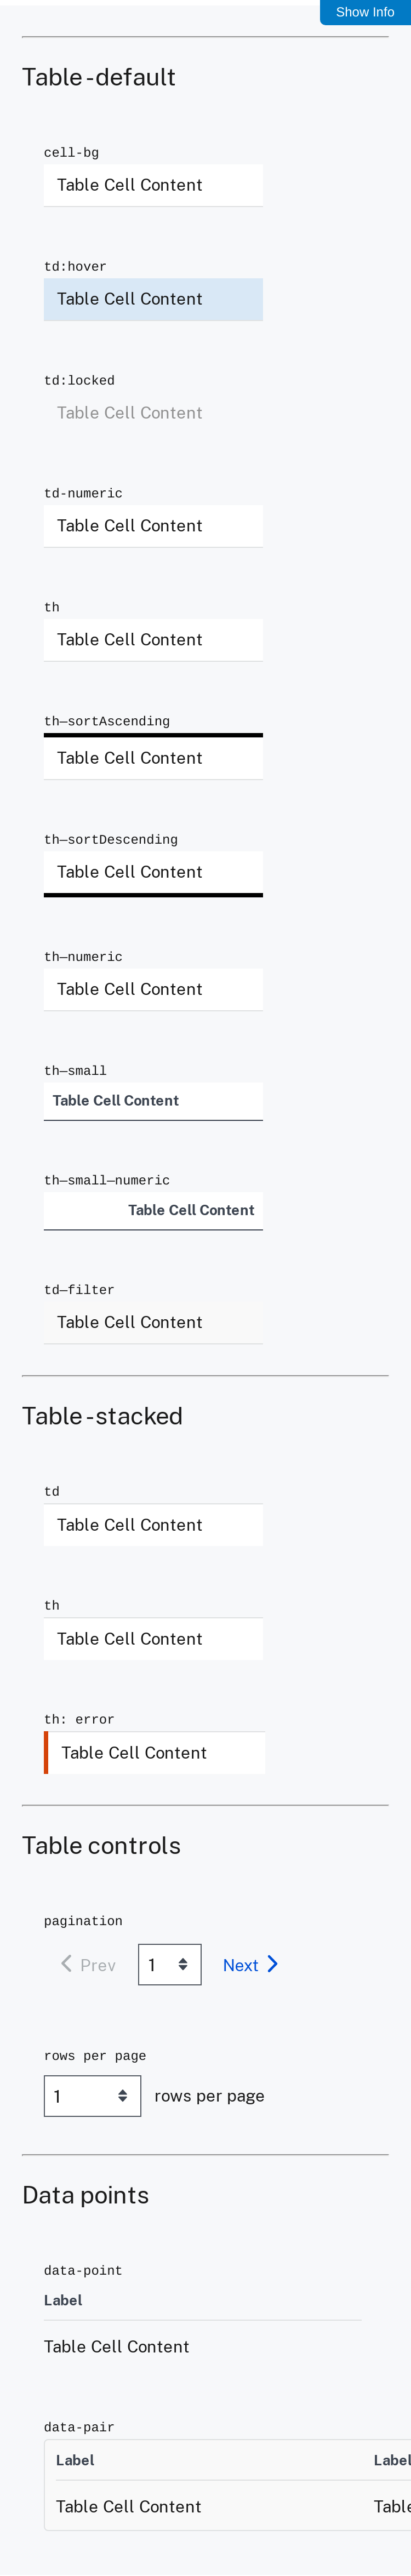 Show Info
Table - default
cell-bg
Table Cell Content
td:hover
Table Cell Content
td:locked
Table Cell Content
td-numeric
Table Cell Content
th
Table Cell Content
th—sortAscending
Table Cell Content
th—sortDescending
Table Cell Content
th—numeric
Table Cell Content
th—small
Table Cell Content
th—small—numeric
Table Cell Content
td—filter
Table Cell Content
Table - stacked
td
Table Cell Content
th
Table Cell Content
th: error
Table Cell Content
Table controls
pagination
Prev 1 Next
rows per page
1 rows per page
Data points
data-point
Label
Table Cell Content
data-pair
Label Label
Table Cell Content Table